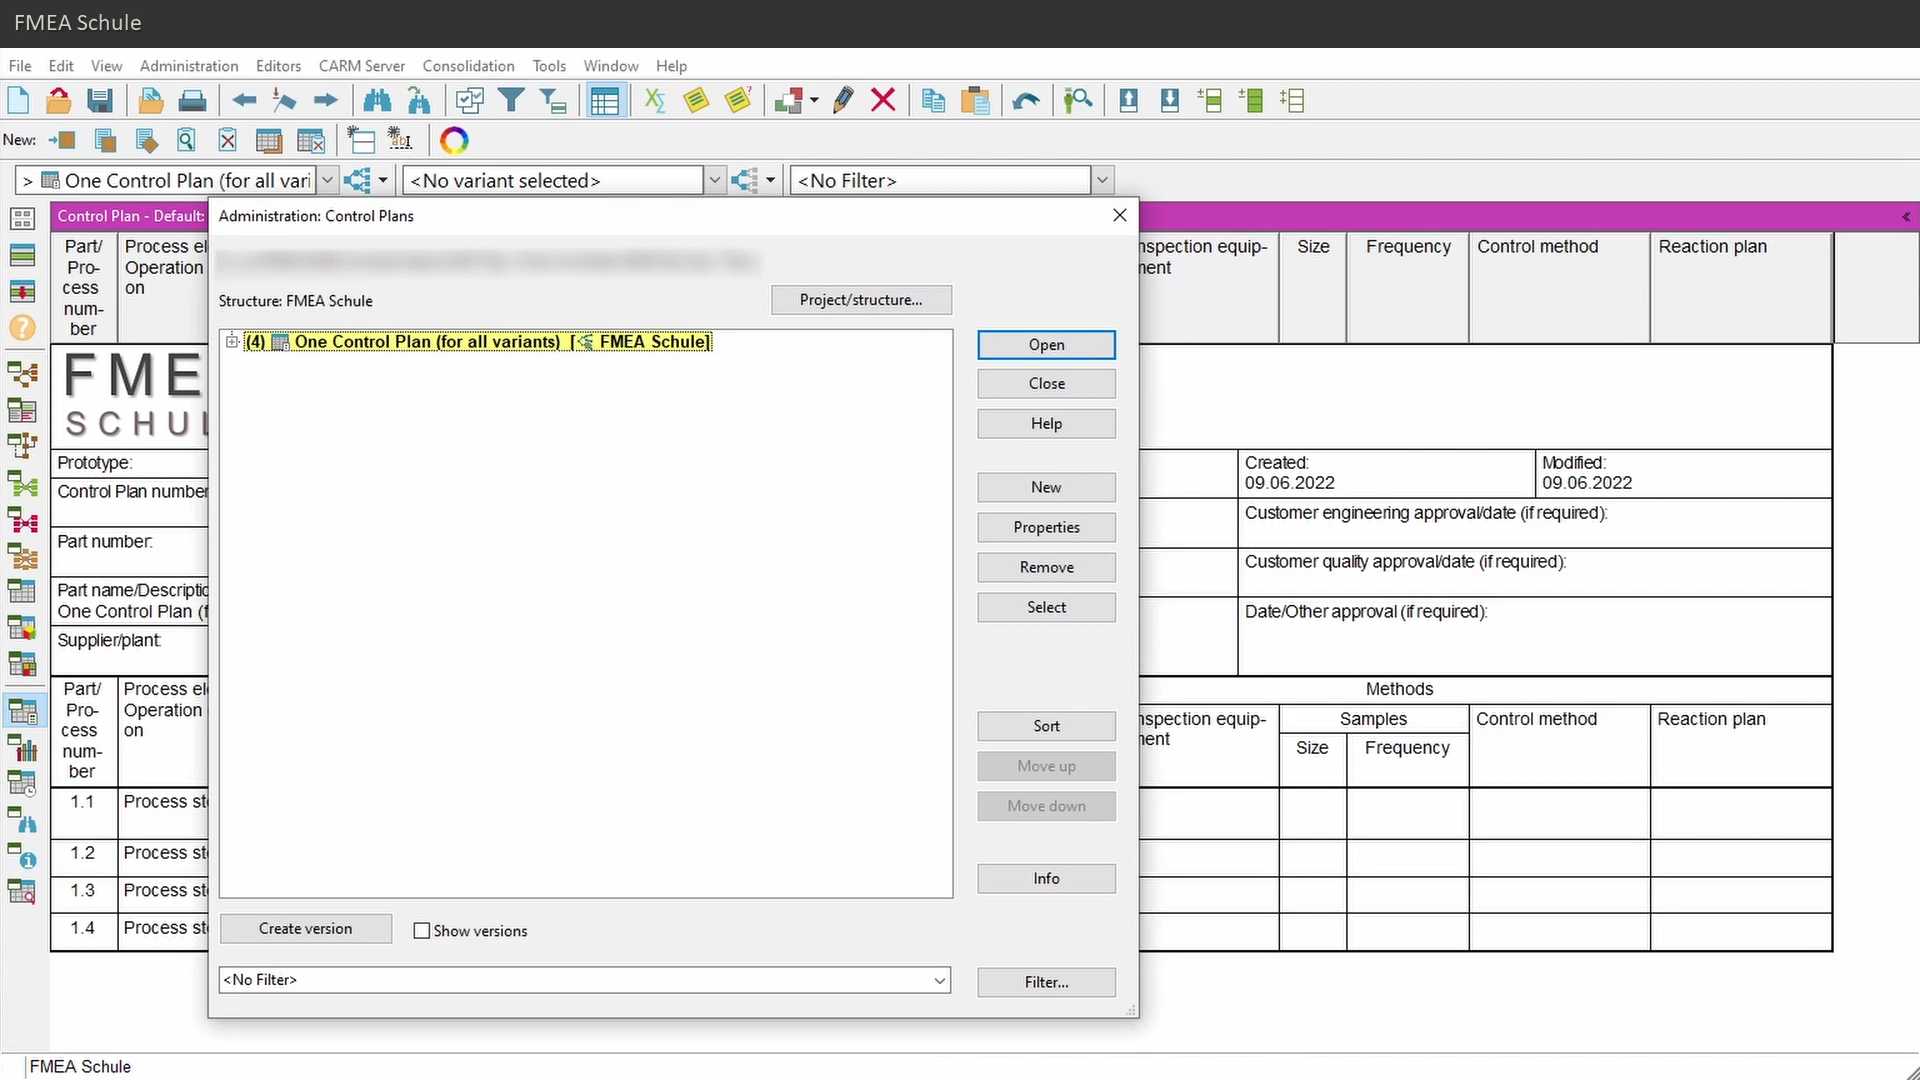 FMEA Schule
File Edit View Administration Editors CARM Server Consolidation Tools Window Help
New:
> One Control Plan (for all vari
<No variant selected>
<No Filter>
Control Plan - Default:
Administration: Control Plans
Part/
Pro-
cess
num-
ber
Process el
Operation
on
nspection equip-
nent
Size
Frequency
Control method
Reaction plan
Structure: FMEA Schule
Project/structure...
(4) One Control Plan (for all variants) [ FMEA Schule]
Open
Close
Help
New
Properties
Remove
Select
Sort
Move up
Move down
Info
Create version
Show versions
<No Filter>
Filter...
FME
SCHUL
Prototype:
Control Plan number
Part number:
Part name/Descriptio
One Control Plan (f
Supplier/plant:
Created:
09.06.2022
Modified:
09.06.2022
Customer engineering approval/date (if required):
Customer quality approval/date (if required):
Date/Other approval (if required):
Part/
Pro-
cess
num-
ber
Process el
Operation
on
Methods
nspection equip-
nent
Samples
Size
Frequency
Control method
Reaction plan
1.1 Process st
1.2 Process st
1.3 Process st
1.4 Process st
FMEA Schule